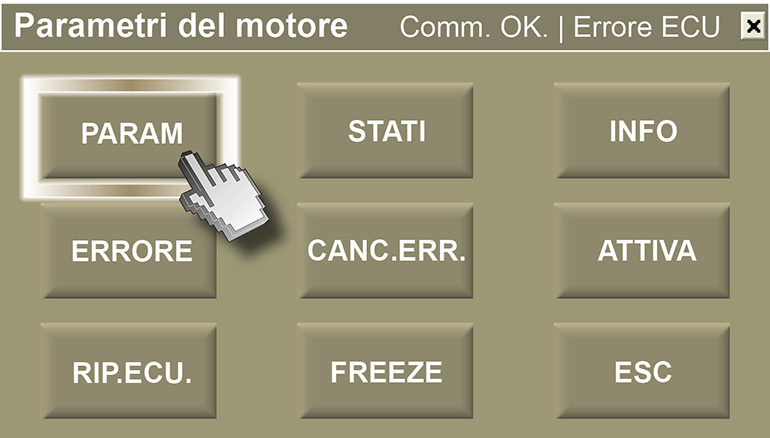 Parametri del motore Comm. OK. | Errore ECU
PARAM STATI INFO
ERRORE CANC.ERR. ATTIVA
RIP.ECU. FREEZE ESC